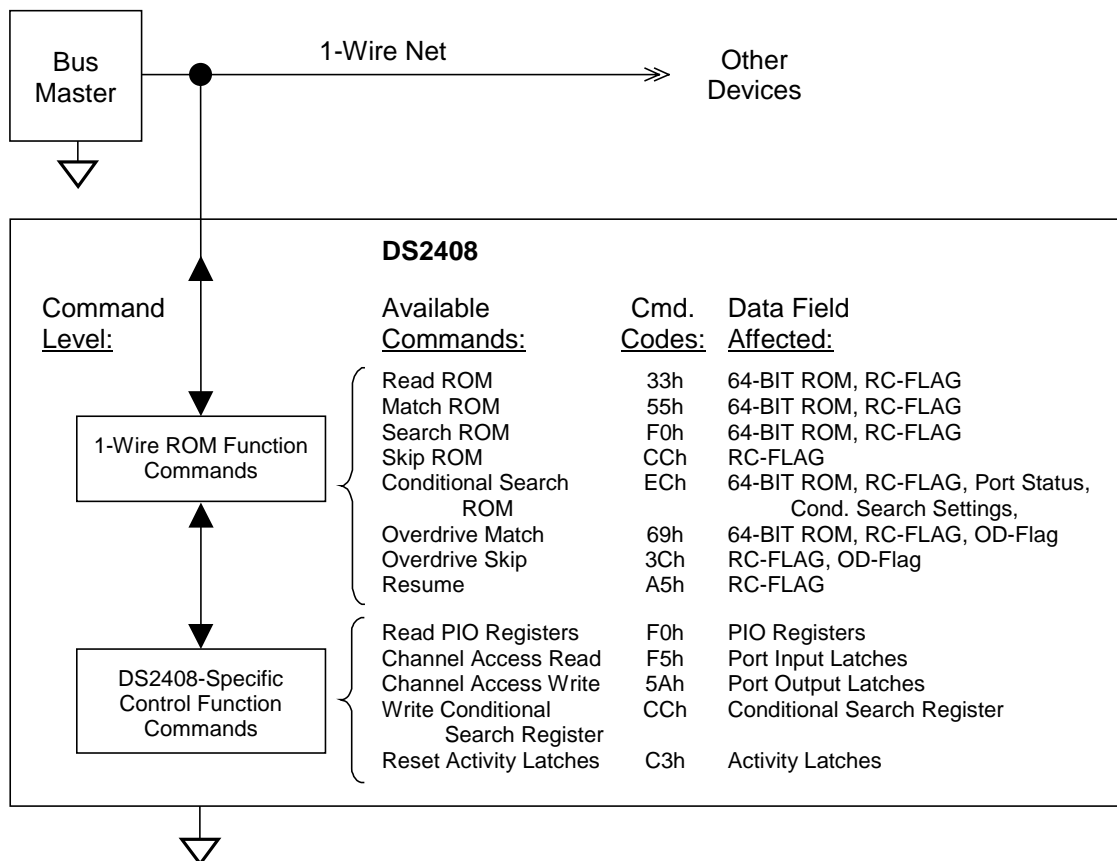 Bus
Master
1-Wire Net
Other
Devices
DS2408
Command
Level:
Available
Commands:
Cmd.
Codes:
Data Field
Affected:
1-Wire ROM Function
Commands
Read ROM 33h 64-BIT ROM, RC-FLAG
Match ROM 55h 64-BIT ROM, RC-FLAG
Search ROM F0h 64-BIT ROM, RC-FLAG
Skip ROM CCh RC-FLAG
Conditional Search ECh 64-BIT ROM, RC-FLAG, Port Status,
ROM Cond. Search Settings,
Overdrive Match 69h 64-BIT ROM, RC-FLAG, OD-Flag
Overdrive Skip 3Ch RC-FLAG, OD-Flag
Resume A5h RC-FLAG
DS2408-Specific
Control Function
Commands
Read PIO Registers F0h PIO Registers
Channel Access Read F5h Port Input Latches
Channel Access Write 5Ah Port Output Latches
Write Conditional CCh Conditional Search Register
Search Register
Reset Activity Latches C3h Activity Latches